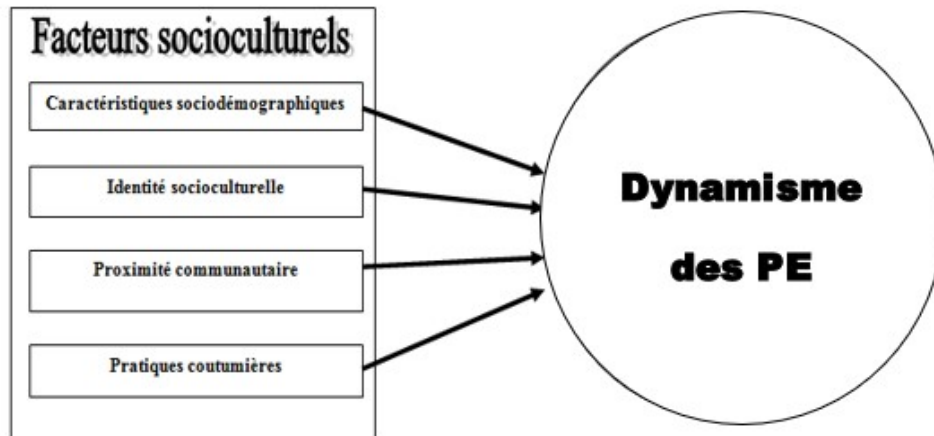 Facteurs socioculturels
Caractéristiques sociodémographiques
Identité socioculturelle
Proximité communautaire
Pratiques coutumières
Dynamisme
des PE